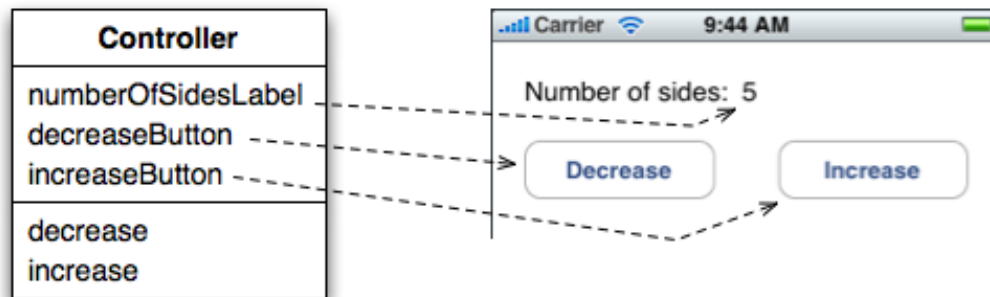 Controller
numberOfSidesLabel
decreaseButton
increaseButton
decrease
increase
Carrier 9:44 AM
Number of sides: 5
Decrease Increase